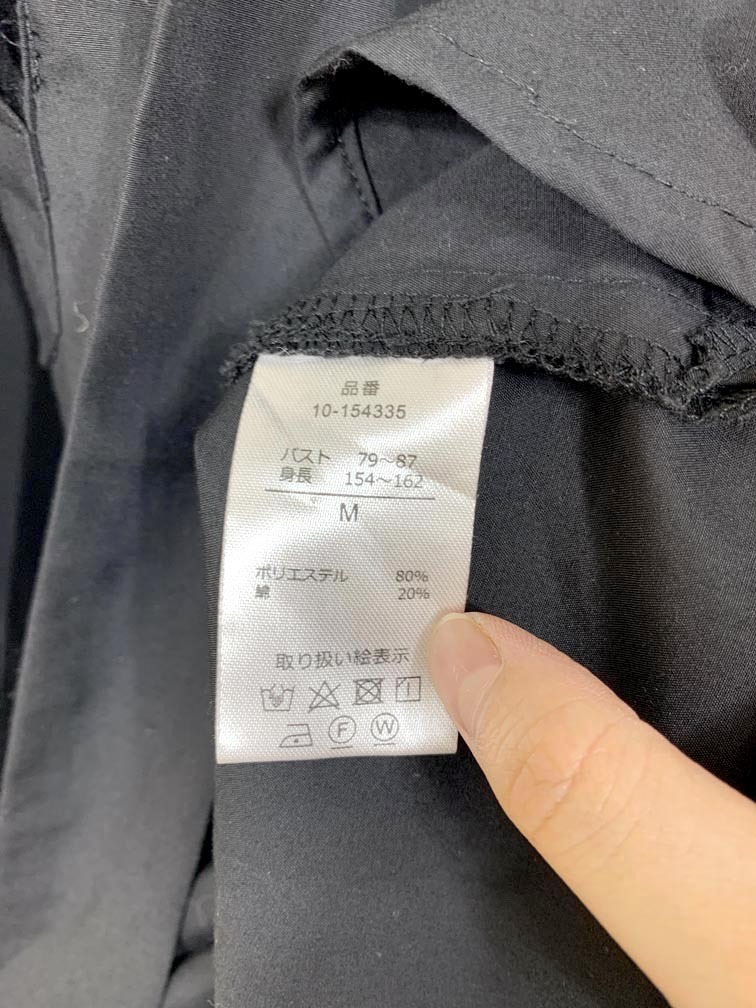 品番
10-154335
バスト 79〜87
身長 154〜162
M
ポリエステル 80%
綿 20%
取り扱い絵表示
F W